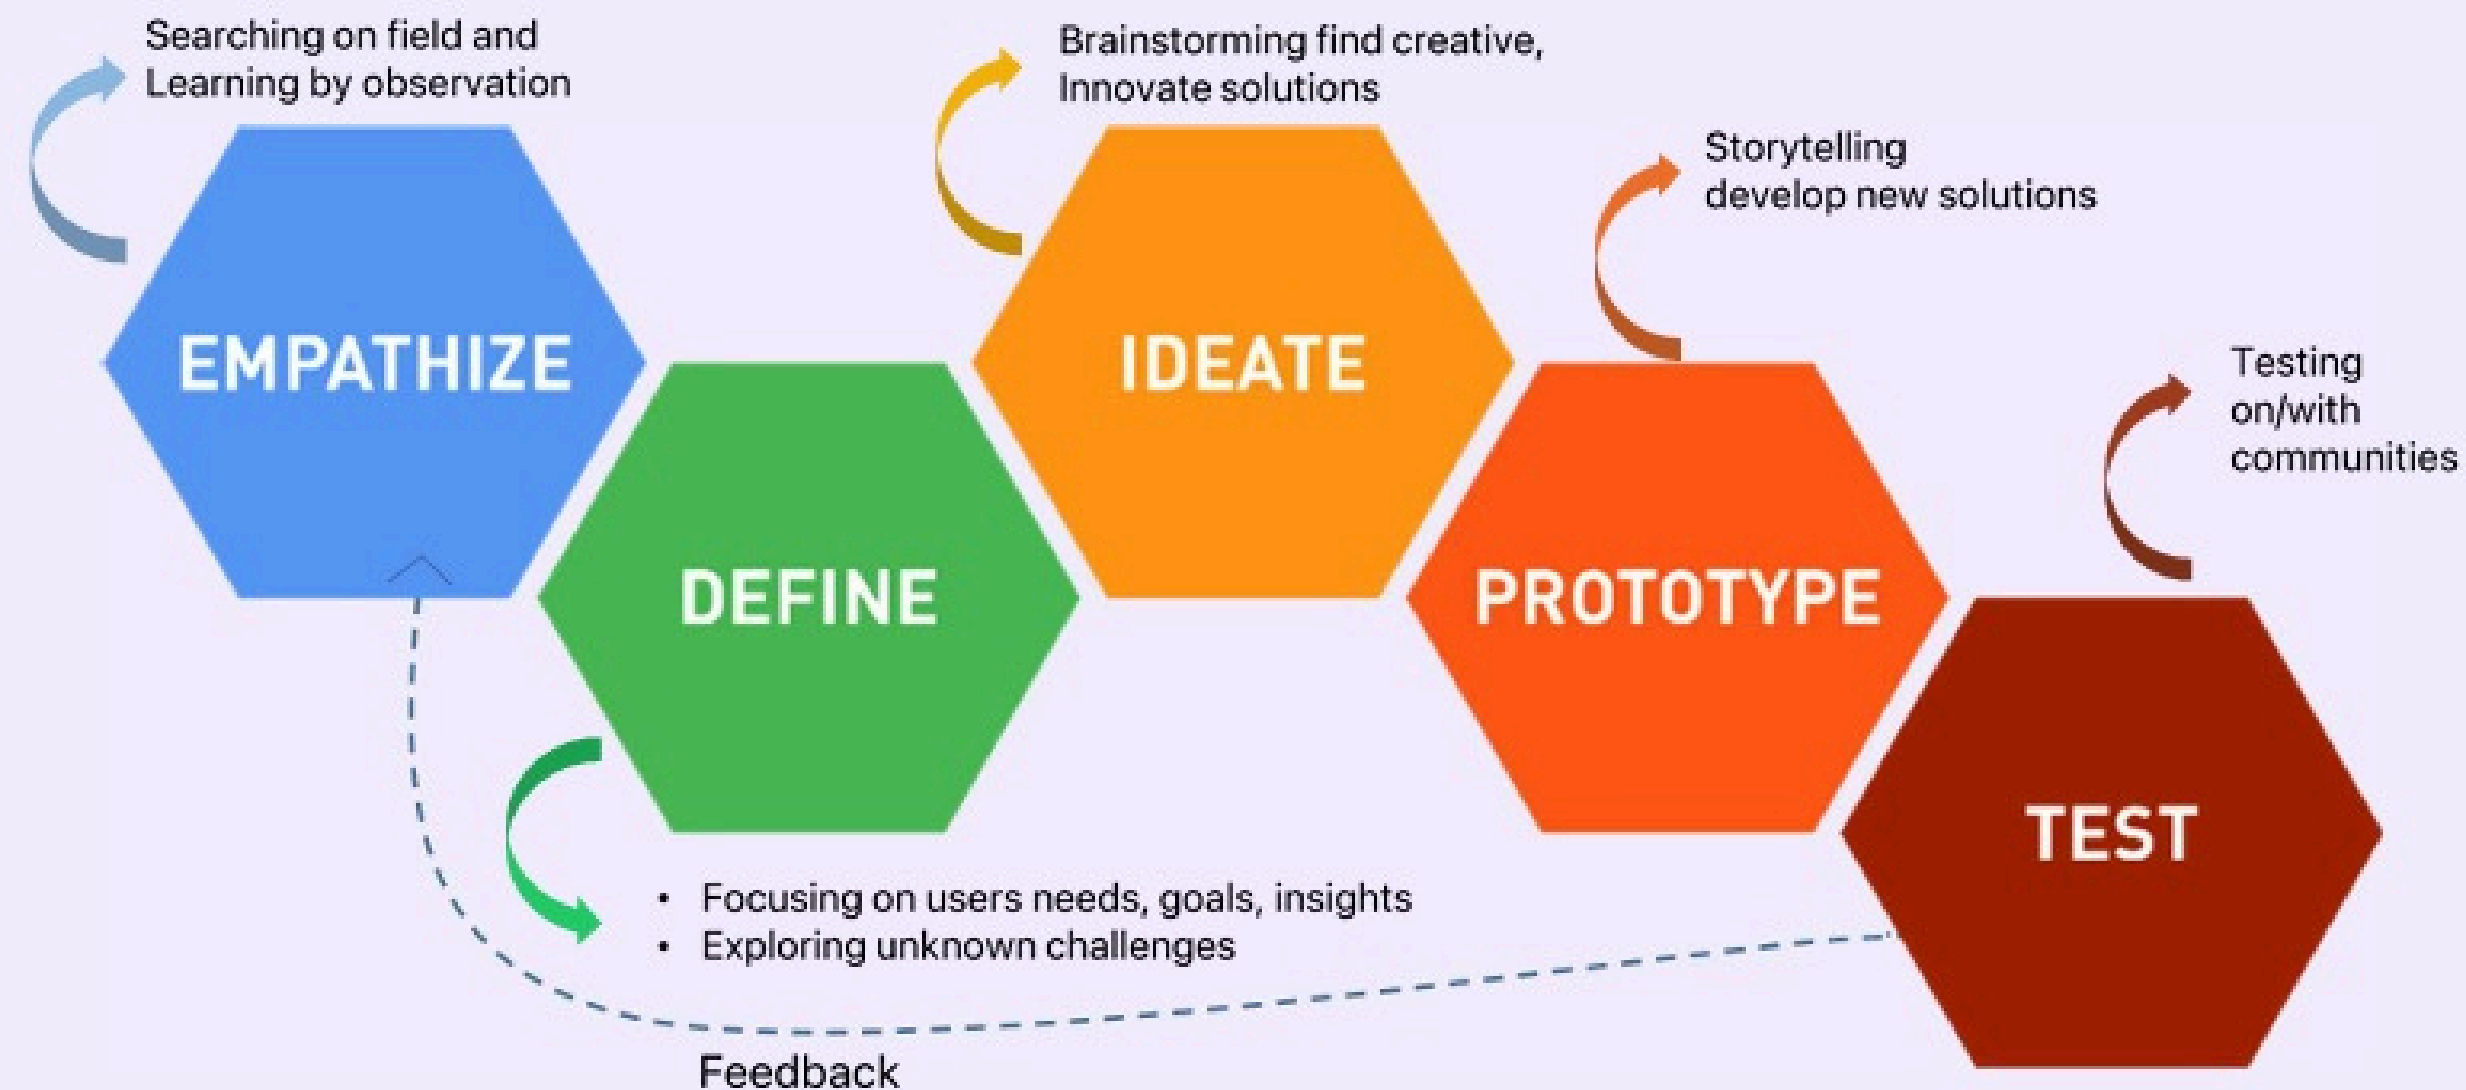 Searching on field and
Learning by observation
EMPATHIZE
DEFINE
• Focusing on users needs, goals, insights
• Exploring unknown challenges
Brainstorming find creative,
Innovate solutions
IDEATE
Storytelling
develop new solutions
PROTOTYPE
Testing
on/with
communities
TEST
Feedback